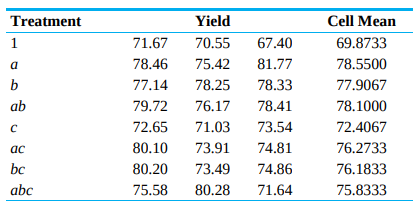 Treatment Yield Cell Mean
1 71.67 70.55 67.40 69.8733
a 78.46 75.42 81.77 78.5500
b 77.14 78.25 78.33 77.9067
ab 79.72 76.17 78.41 78.1000
c 72.65 71.03 73.54 72.4067
ac 80.10 73.91 74.81 76.2733
bc 80.20 73.49 74.86 76.1833
abc 75.58 80.28 71.64 75.8333